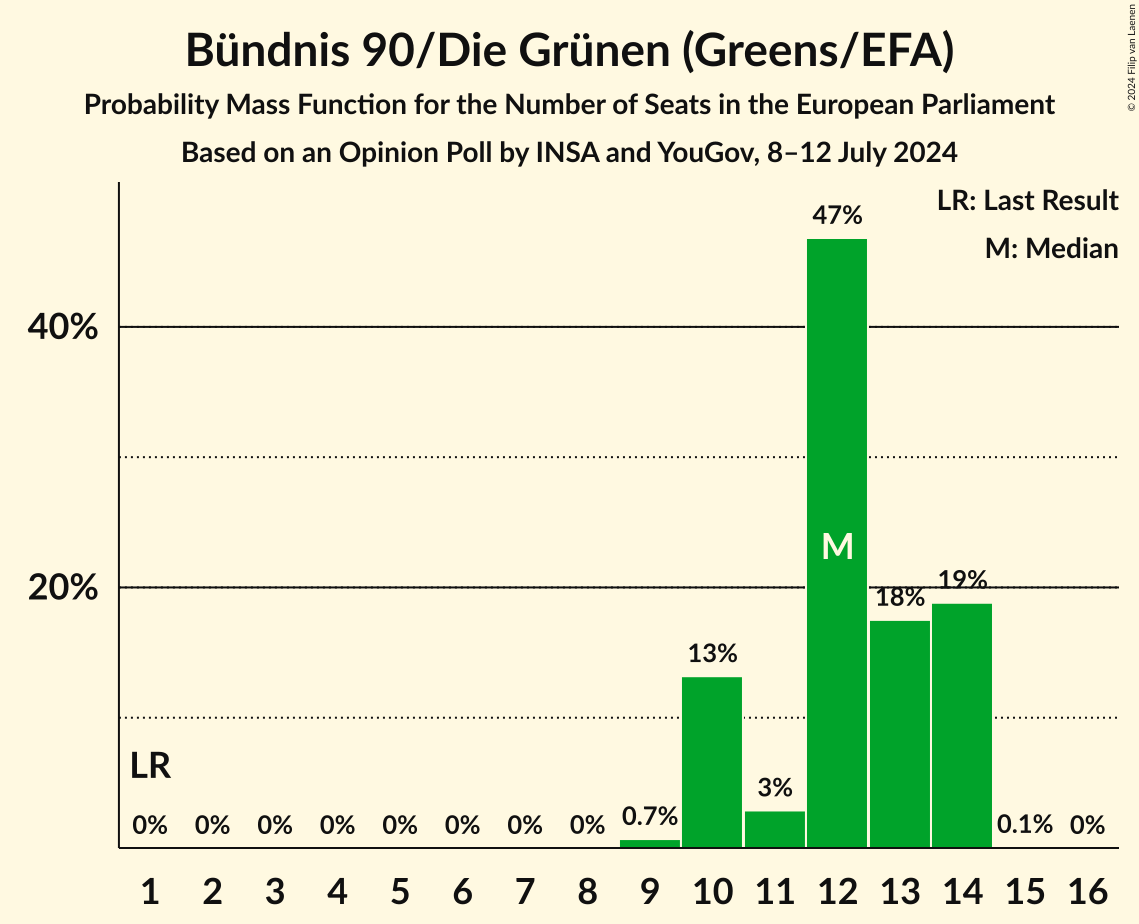 Bündnis 90/Die Grünen (Greens/EFA)
Probability Mass Function for the Number of Seats in the European Parliament
Based on an Opinion Poll by INSA and YouGov, 8–12 July 2024
© 2024 Filip van Laenen
LR: Last Result
M: Median
47%
40%
M
20%
19%
18%
13%
LR
3%
0% 0% 0% 0% 0% 0% 0% 0% 0.7% 0.1% 0%
1 2 3 4 5 6 7 8 9 10 11 12 13 14 15 16